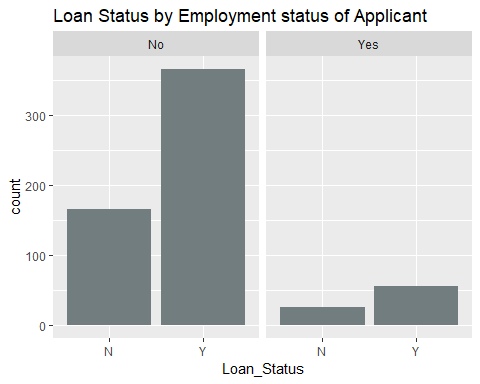 Loan Status by Employment status of Applicant
No Yes
300
200
100
0
count
N Y N Y
Loan_Status